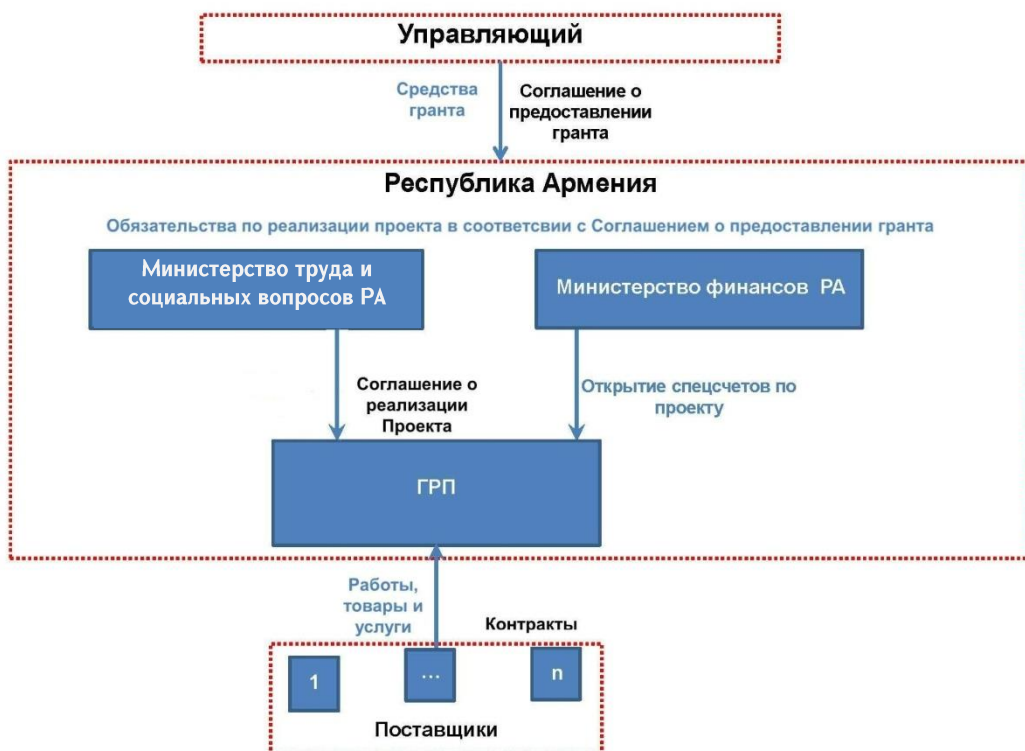 Управляющий
Средства
гранта
Соглашение о
предоставлении
гранта
Республика Армения
Обязательства по реализации проекта в соответсвии с Соглашением о предоставлении гранта
Министерство труда и
социальных вопросов РА
Министерство финансов РА
Соглашение о
реализации
Проекта
Открытие спецсчетов по
проекту
ГРП
Работы,
товары и
услуги
Контракты
1
...
n
Поставщики